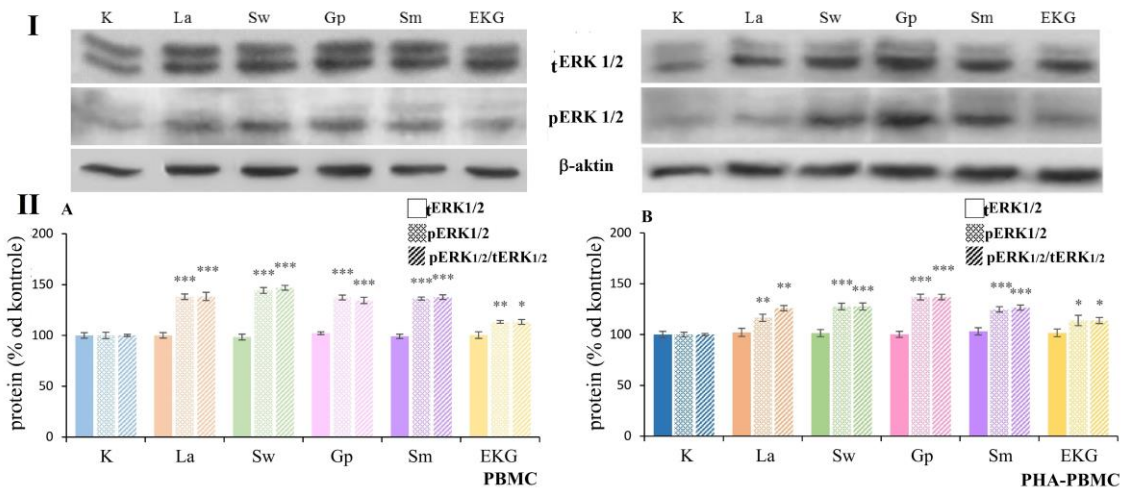 I
K La Sw Gp Sm EKG
K La Sw Gp Sm EKG
tERK 1/2
pERK 1/2
β-aktin
II
A
tERK1/2
pERK1/2
pERK1/2/tERK1/2
protein (% od kontrole)
200
150
100
50
0
*** ***
*** ***
*** ***
*** ***
** *
K La Sw Gp Sm EKG
PBMC
B
tERK1/2
pERK1/2
pERK1/2/tERK1/2
protein (% od kontrole)
200
150
100
50
0
** **
*** ***
*** ***
*** ***
* *
K La Sw Gp Sm EKG
PHA-PBMC